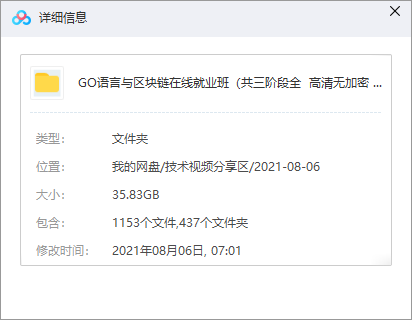 详细信息
GO语言与区块链在线就业班（共三阶段全 高清无加密 ...
类型： 文件夹
位置： 我的网盘/技术视频分享区/2021-08-06
大小： 35.83GB
包含： 1153个文件,437个文件夹
修改时间： 2021年08月06日, 07:01